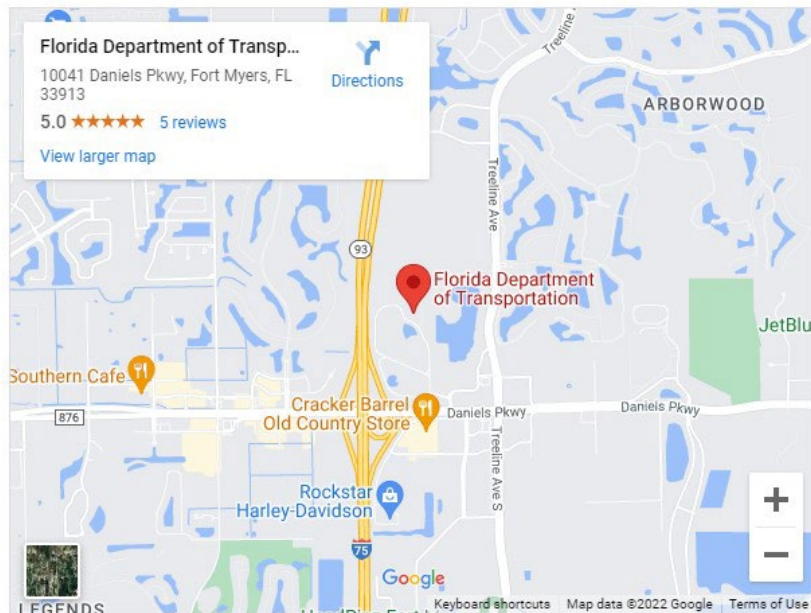 Florida Department of Transp...
10041 Daniels Pkwy, Fort Myers, FL
33913
Directions
5.0
5 reviews
View larger map
Treeline
ARBORWOOD
Treeline Ave
93
Florida Department
of Transportation
JetBlu
Southern Cafe
876
Cracker Barrel
Old Country Store
Daniels Pkwy
Daniels Pkwy
Treeline Ave S
Rockstar
Harley-Davidson
75
Google
LEGENDS
Keyboard shortcuts
Map data ©2022 Google
Terms of Use